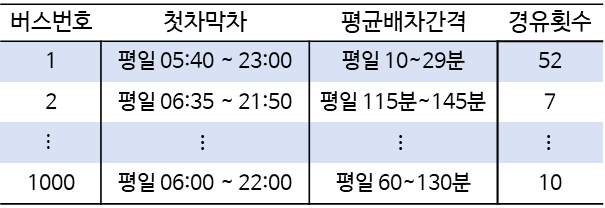 버스번호 첫차막차 평균배차간격 경유횟수
1 평일 05:40 ~ 23:00 평일 10~29분 52
2 평일 06:35 ~ 21:50 평일 115분~145분 7
⋮ ⋮ ⋮ ⋮
1000 평일 06:00 ~ 22:00 평일 60~130분 10